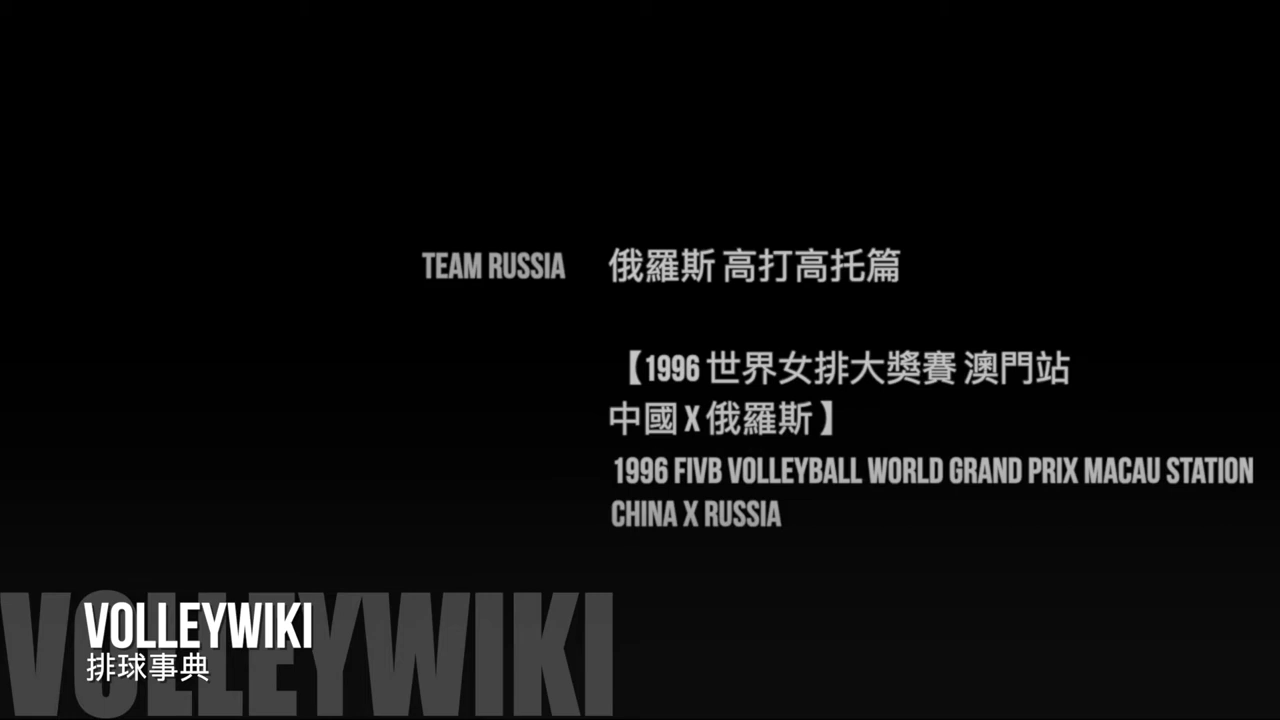 TEAM RUSSIA 俄羅斯 高打高托篇
【1996 世界女排大獎賽 澳門站
中國 X 俄羅斯】
1996 FIVB VOLLEYBALL WORLD GRAND PRIX MACAU STATION
CHINA X RUSSIA
VOLLEYWIKI
VOLLEYWIKI
排球事典